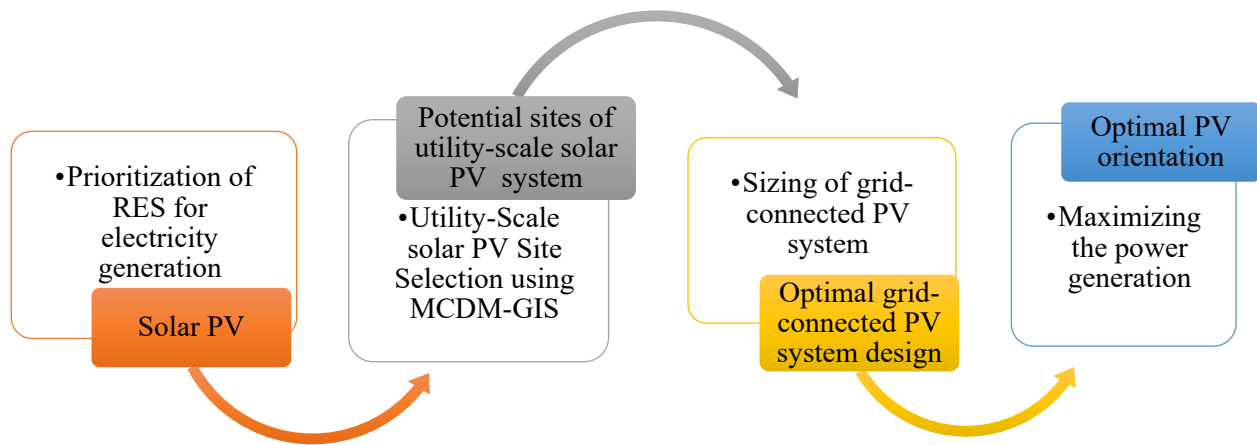 •Prioritization of
RES for
electricity
generation
Solar PV
Potential sites of
utility-scale solar
PV system
•Utility-Scale
solar PV Site
Selection using
MCDM-GIS
•Sizing of grid-
connected PV
system
Optimal grid-
connected PV
system design
Optimal PV
orientation
•Maximizing
the power
generation